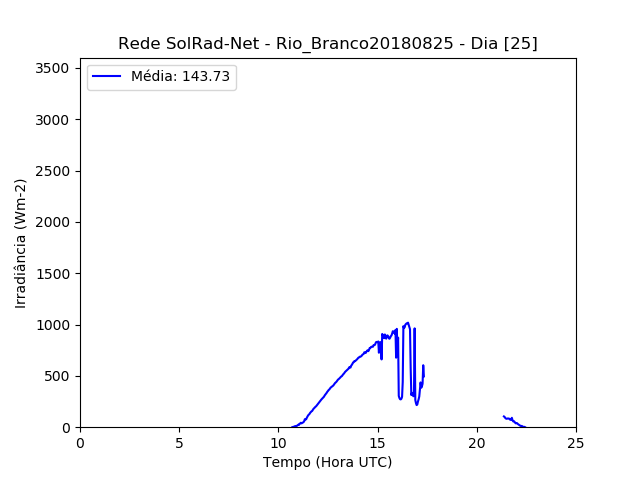 Rede SolRad-Net - Rio_Branco20180825 - Dia [25]
Média: 143.73
3500
3000
2500
2000
1500
1000
500
0
Irradiância (Wm-2)
0 5 10 15 20 25
Tempo (Hora UTC)